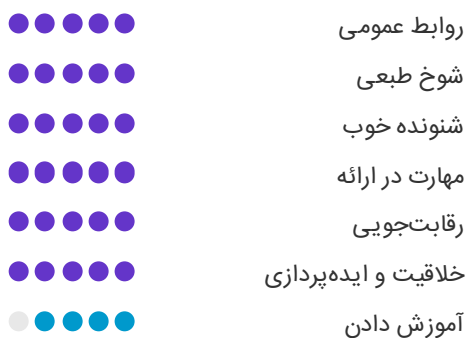 روابط عمومی
شوخ طبعی
شنونده خوب
مهارت در ارائه
رقابت‌جویی
خلاقیت و ایده‌پردازی
آموزش دادن